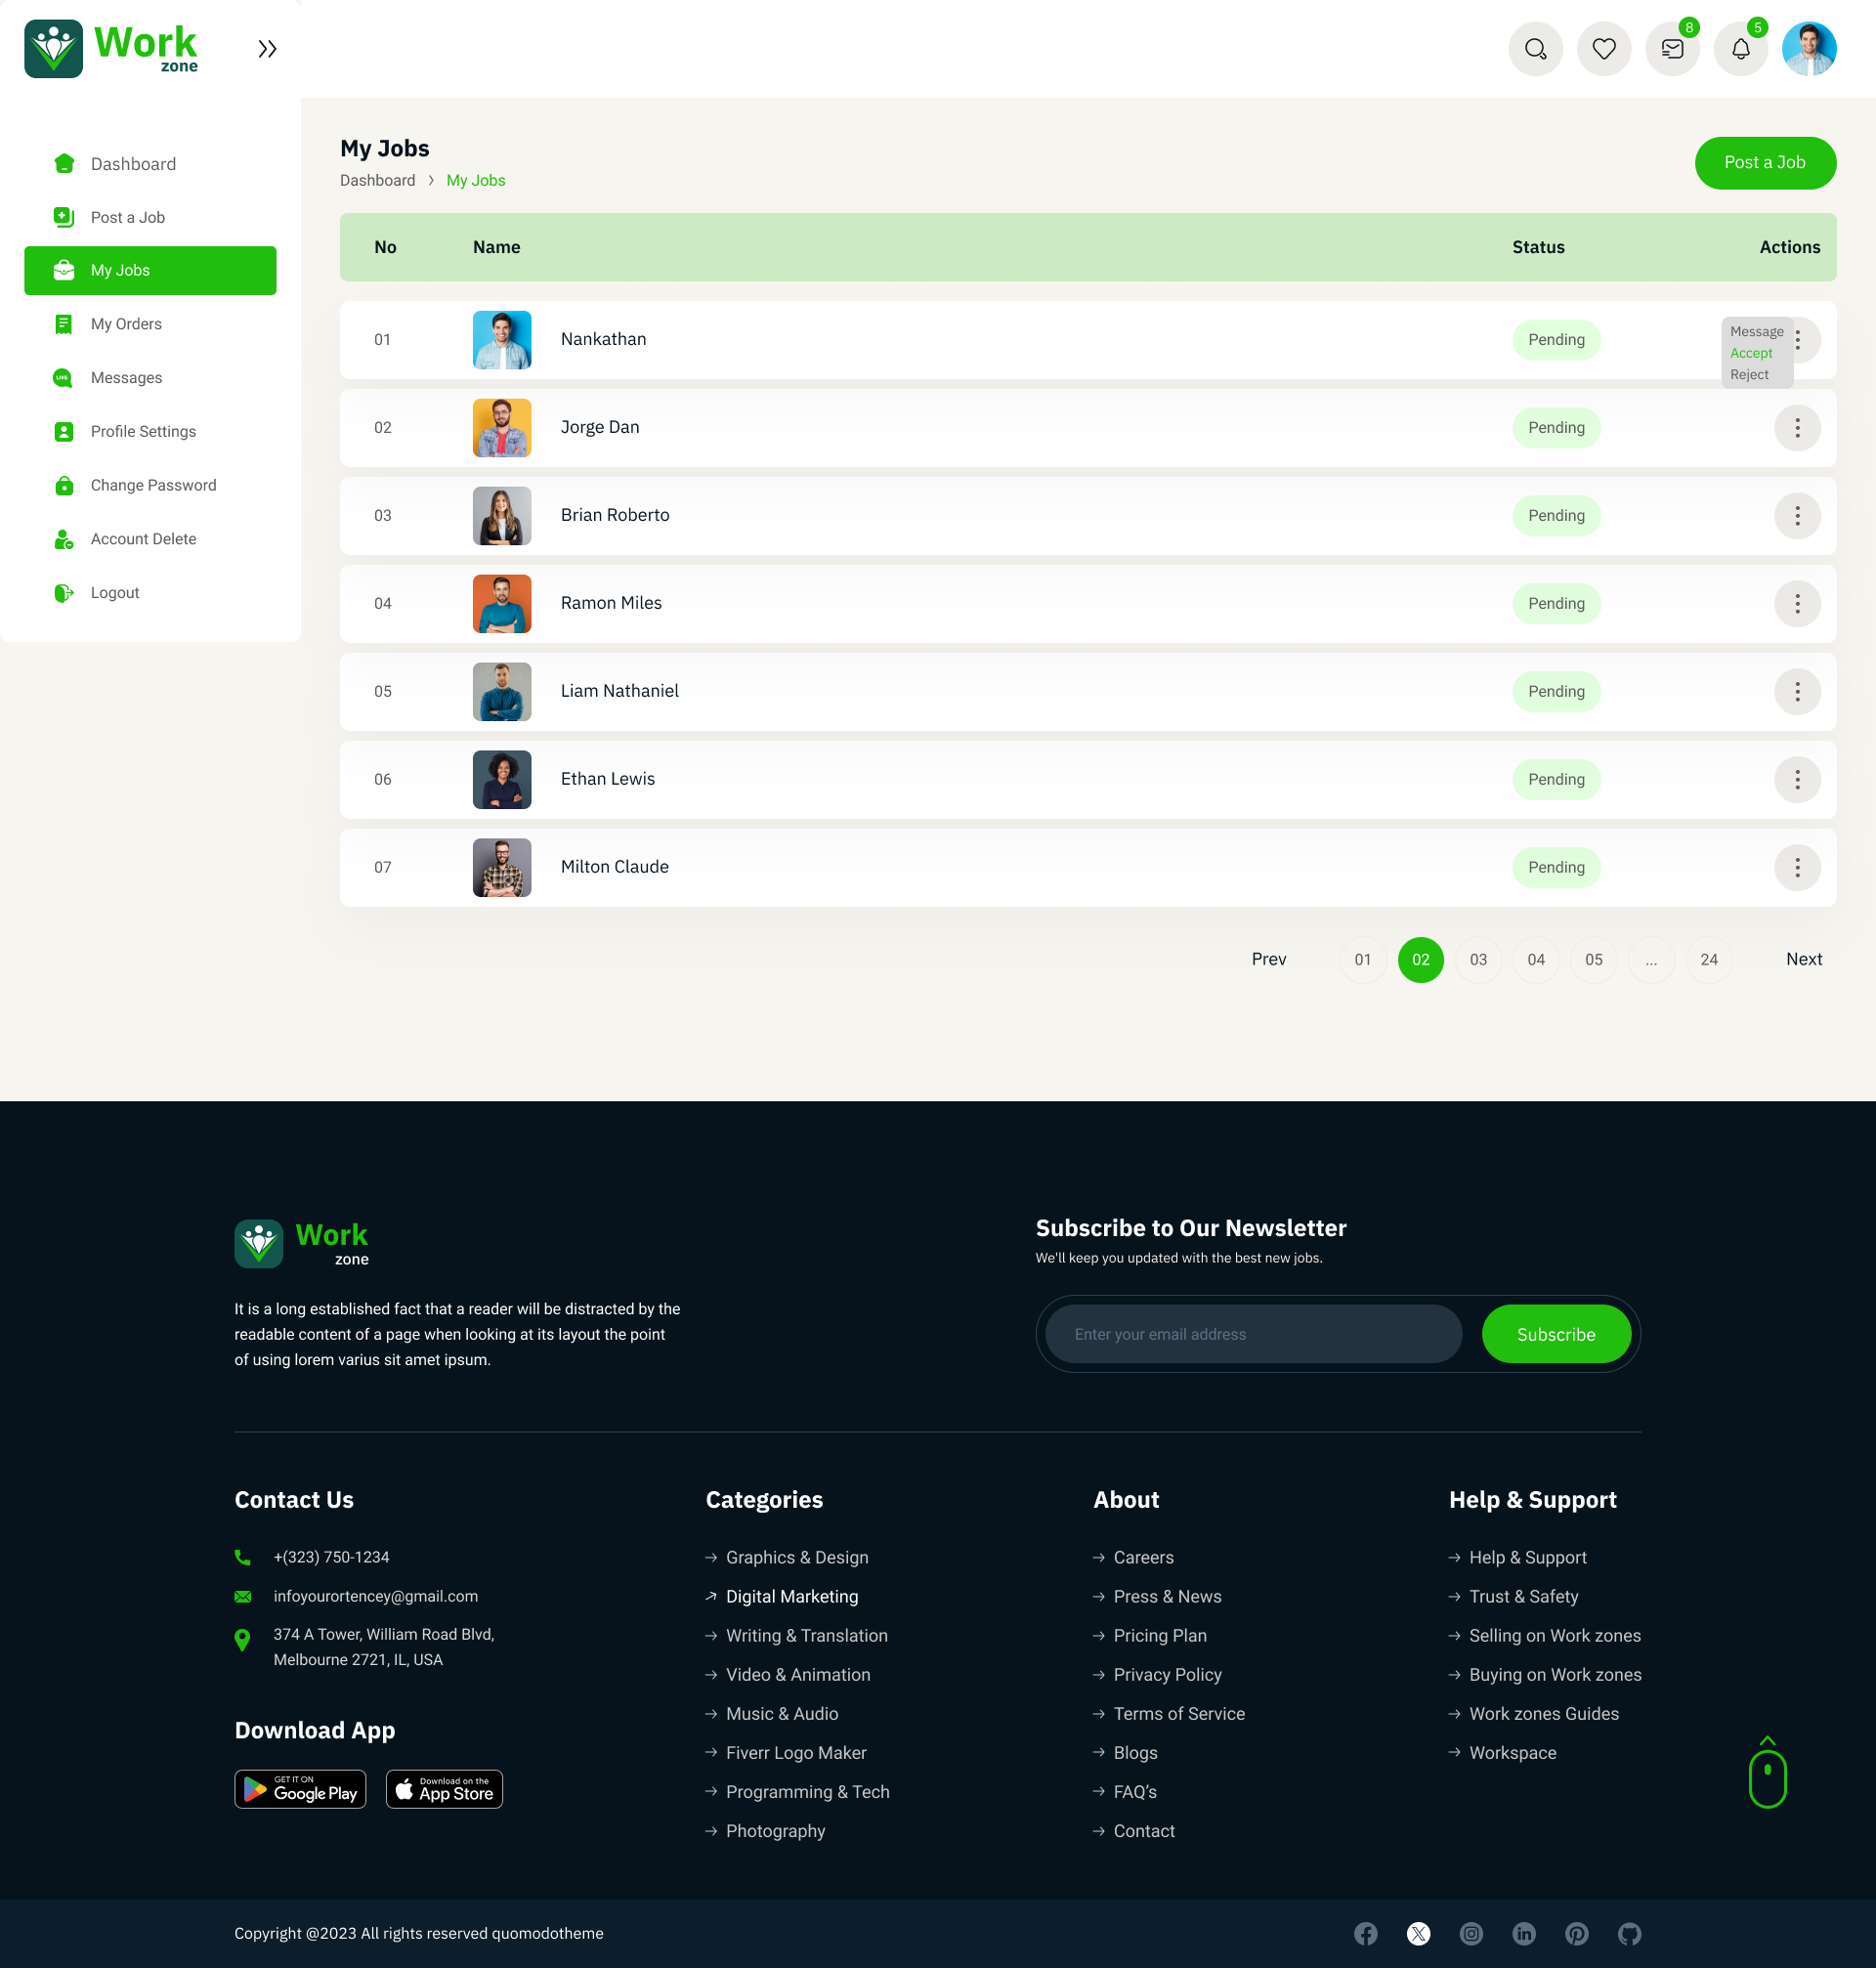 Work
zone
8
5
Dashboard
Post a Job
My Jobs
My Orders
LIVE
Messages
Profile Settings
Change Password
Account Delete
Logout
My Jobs
Dashboard My Jobs
Post a Job
No Name Status Actions
01 Nankathan Pending
Message
Accept
Reject
02 Jorge Dan Pending
03 Brian Roberto Pending
04 Ramon Miles Pending
05 Liam Nathaniel Pending
06 Ethan Lewis Pending
07 Milton Claude Pending
Prev 01 02 03 04 05 ... 24 Next
Work
zone
It is a long established fact that a reader will be distracted by the
readable content of a page when looking at its layout the point
of using lorem varius sit amet ipsum.
Subscribe to Our Newsletter
We'll keep you updated with the best new jobs.
Enter your email address
Subscribe
Contact Us
+(323) 750-1234
infoyourortencey@gmail.com
374 A Tower, William Road Blvd,
Melbourne 2721, IL, USA
Download App
GET IT ON
Google Play
Download on the
App Store
Categories
Graphics & Design
Digital Marketing
Writing & Translation
Video & Animation
Music & Audio
Fiverr Logo Maker
Programming & Tech
Photography
About
Careers
Press & News
Pricing Plan
Privacy Policy
Terms of Service
Blogs
FAQ's
Contact
Help & Support
Help & Support
Trust & Safety
Selling on Work zones
Buying on Work zones
Work zones Guides
Workspace
Copyright @2023 All rights reserved quomodotheme